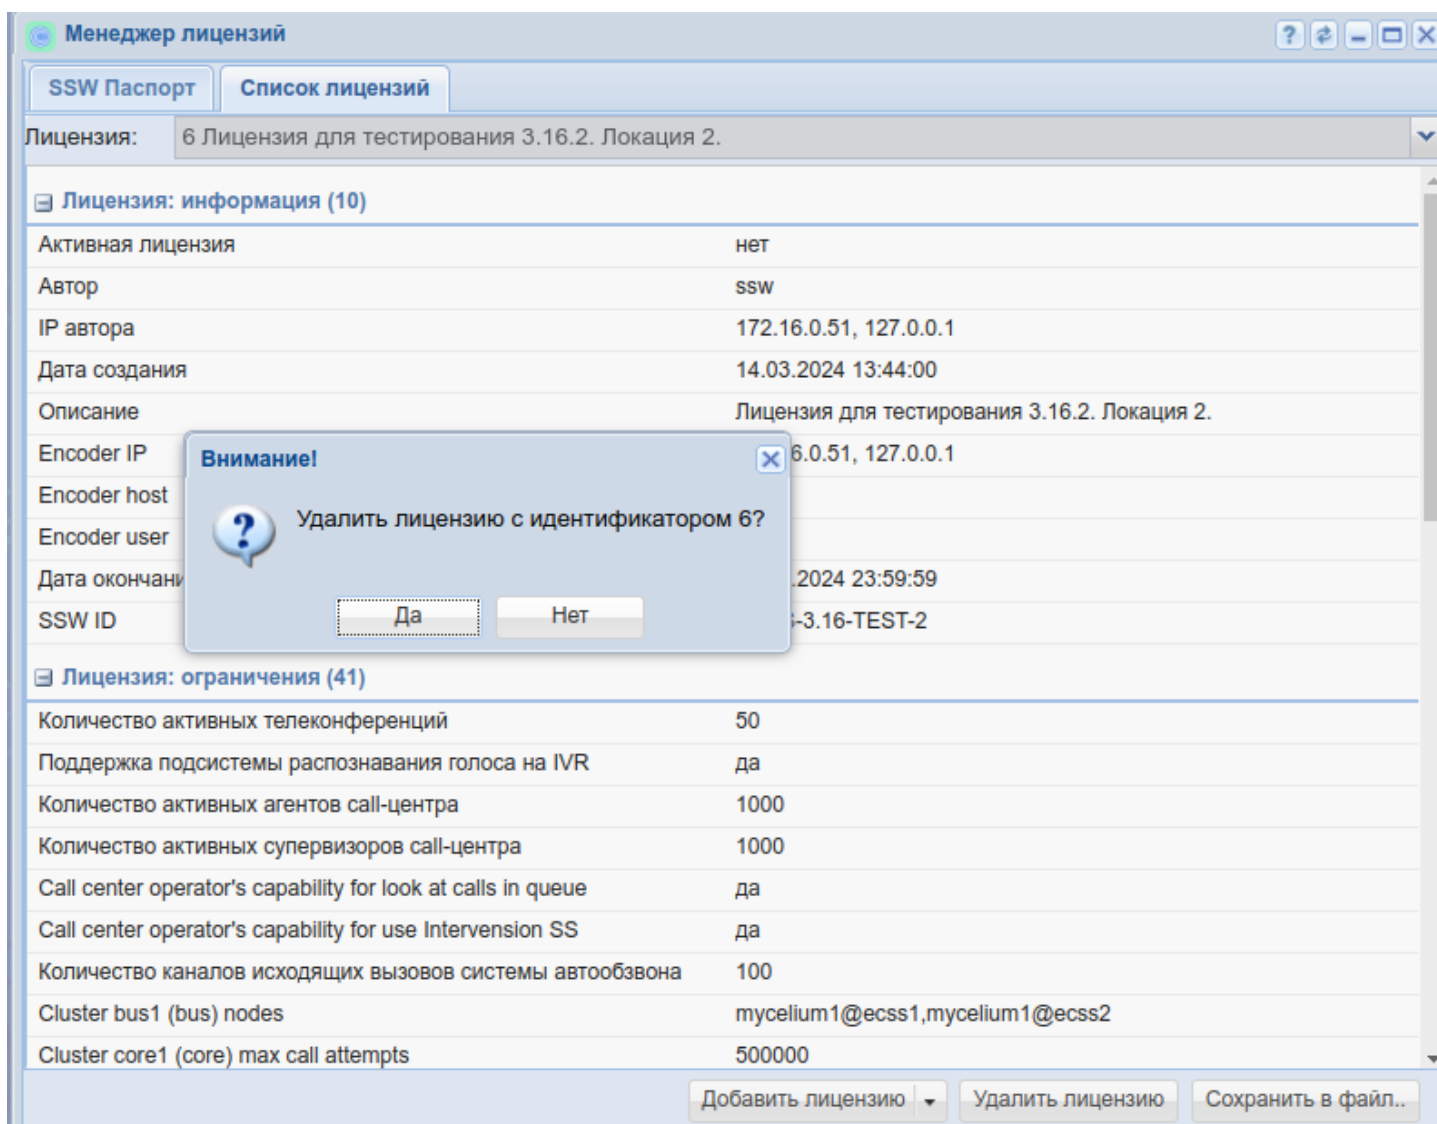 Менеджер лицензий
SSW Паспорт Список лицензий
Лицензия: 6 Лицензия для тестирования 3.16.2. Локация 2.
Лицензия: информация (10)
Активная лицензия нет
Автор ssw
IP автора 172.16.0.51, 127.0.0.1
Дата создания 14.03.2024 13:44:00
Описание Лицензия для тестирования 3.16.2. Локация 2.
Encoder IP 6.0.51, 127.0.0.1
Внимание!
Encoder host
Удалить лицензию с идентификатором 6?
Encoder user
Дата .2024 23:59:59
SSW ID -3.16-TEST-2
Да Нет
Лицензия: ограничения (41)
Количество активных телеконференций 50
Поддержка подсистемы распознавания голоса на IVR да
Количество активных агентов call-центра 1000
Количество активных супервизоров call-центра 1000
Call center operator's capability for look at calls in queue да
Call center operator's capability for use Intervension SS да
Количество каналов исходящих вызовов системы автообзвона 100
Cluster bus1 (bus) nodes mycelium1@ecss1,mycelium1@ecss2
Cluster core1 (core) max call attempts 500000
Добавить лицензию Удалить лицензию Сохранить в файл..